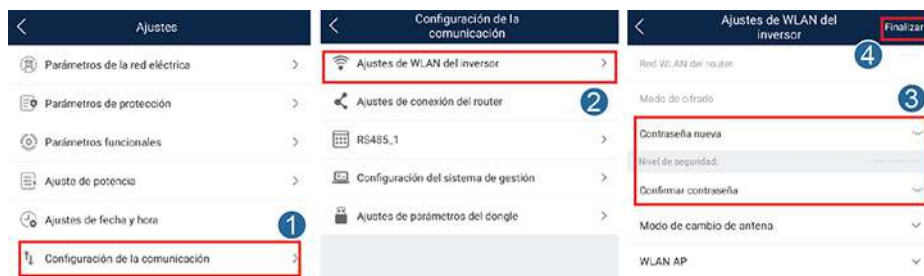 Ajustes
Parámetros de la red eléctrica
Parámetros de protección
Parámetros funcionales
Ajuste de potencia
Ajustes de fecha y hora
1
Configuración de la comunicación
Configuración de la
comunicación
Ajustes de WLAN del inversor
2
Ajustes de conexión del router
RS485_1
Configuración del sistema de gestión
Ajustes de parámetros del dongle
Ajustes de WLAN del
inversor
Finalizar
4
Red WLAN del router
Modo de cifrado
3
Contraseña nueva
Nivel de seguridad:
Confirmar contraseña
Modo de cambio de antena
WLAN AP